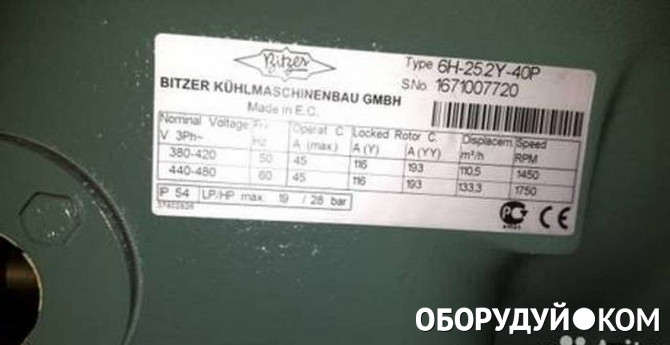 Bitzer
Type 6H-25.2Y-40P
BITZER KÜHLMASCHINENBAU GMBH
S.No. 1671007720
Made in E.C.
Nominal Voltage Operat C. Locked Rotor C. Displacem. Speed
V 3Ph~ Hz A (max.) A (Y) A (YY) m³/h RPM
380-420 50 45 116 193 110.5 1450
440-480 60 45 116 193 133.3 1750
IP 54 LP/HP max. 19 / 28 bar
PC
CE
ОБОРУДУЙ●КОМ